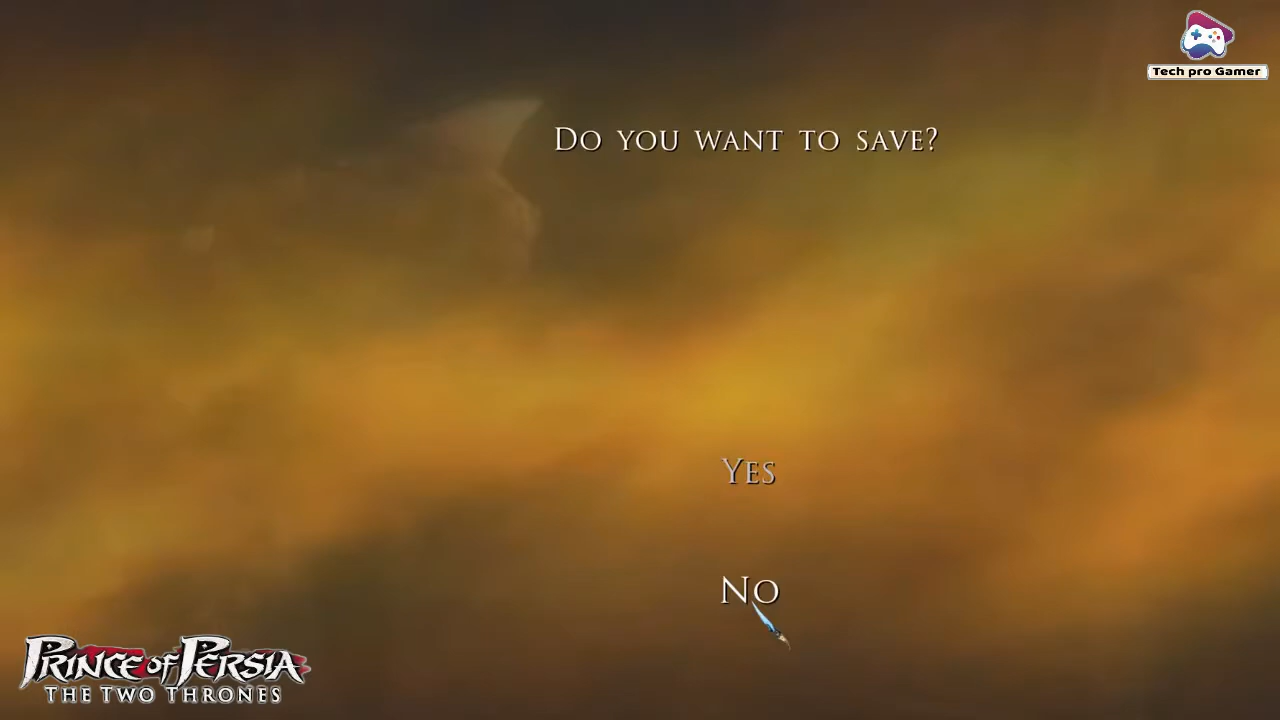 Tech pro Gamer
Do you want to save?
Yes
No
Prince of Persia
The Two Thrones